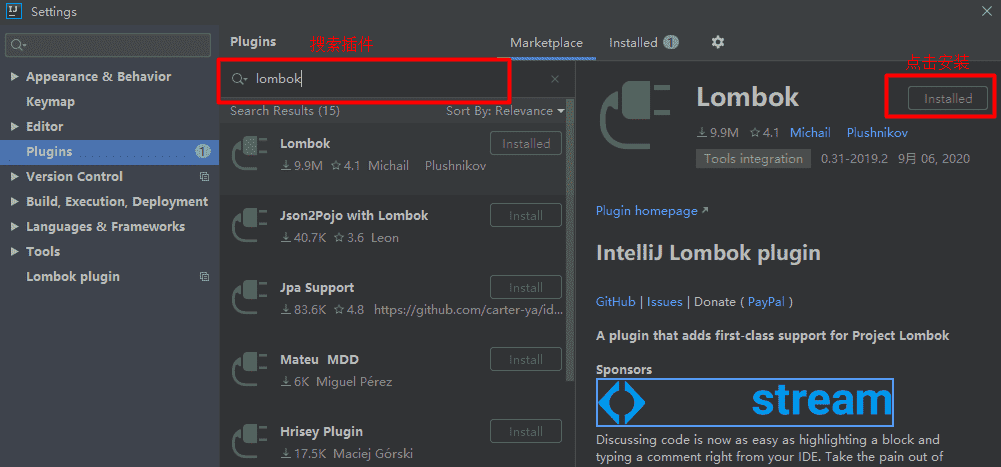 Settings
Appearance & Behavior
Keymap
Editor
Plugins 1
Version Control
Build, Execution, Deployment
Languages & Frameworks
Tools
Lombok plugin
Plugins
搜索插件
Marketplace
Installed 1
lombok
Search Results (15) Sort By: Relevance
Lombok
Installed
9.9M 4.1 Michail Plushnikov
Json2Pojo with Lombok
Install
40.7K 3.6 Leon
Jpa Support
Install
83.6K 4.8 https://github.com/carter-ya/id...
Mateu MDD
Install
6K Miguel Pérez
Hrisey Plugin
Install
17.5K Maciej Górski
点击安装
Lombok
Installed
9.9M 4.1 Michail Plushnikov
Tools integration 0.31-2019.2 9月 06, 2020
Plugin homepage
IntelliJ Lombok plugin
GitHub | Issues | Donate ( PayPal )
A plugin that adds first-class support for Project Lombok
Sponsors
stream
Discussing code is now as easy as highlighting a block and
typing a comment right from your IDE. Take the pain out of